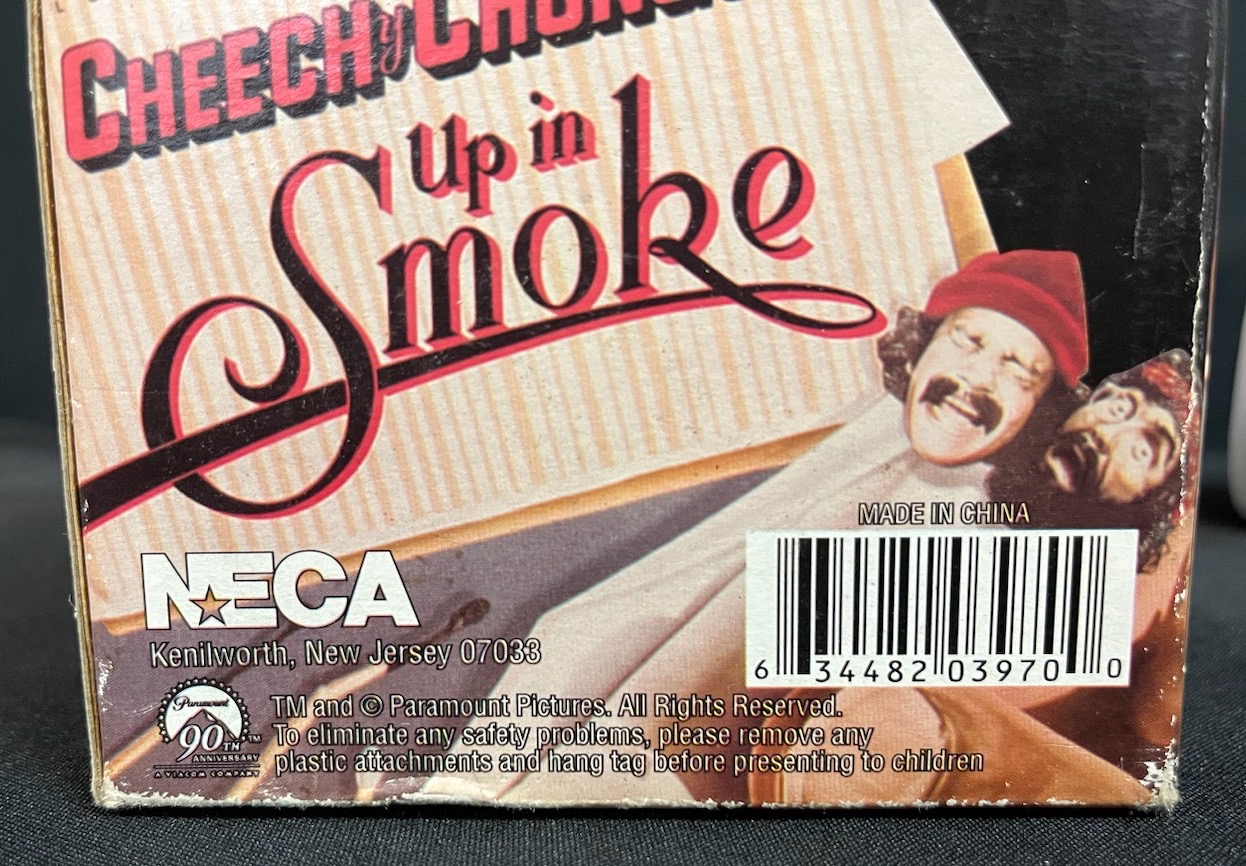 CHEECH y CHONG
Up in
Smoke
MADE IN CHINA
6 34482 03970 0
NECA
Kenilworth, New Jersey 07033
Paramount
90TH
ANNIVERSARY
TM
A VIACOM COMPANY
TM and © Paramount Pictures. All Rights Reserved.
To eliminate any safety problems, please remove any
plastic attachments and hang tag before presenting to children